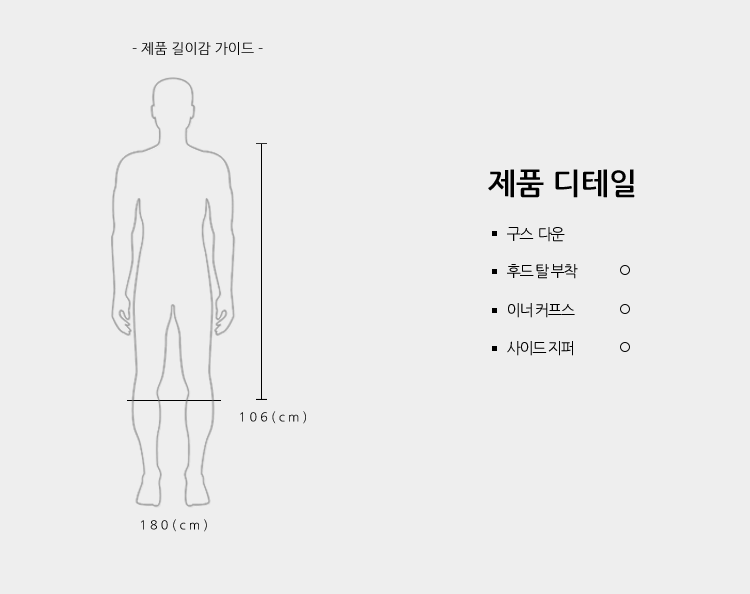 - 제품 길이감 가이드 -
106(cm)
180(cm)
제품 디테일
▪ 구스 다운
▪ 후드탈부착 ○
▪ 이너커프스 ○
▪ 사이드지퍼 ○